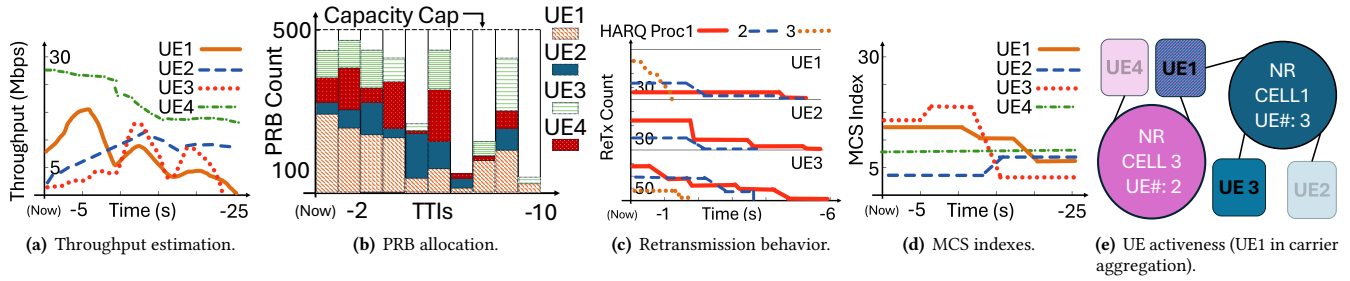 Throughput (Mbps)
30
5
UE1
UE2
UE3
UE4
(Now)
-5
Time (s)
-25
(a) Throughput estimation.
Capacity Cap
PRB Count
500
100
UE1
UE2
UE3
UE4
(Now)
-2
TTIs
-10
(b) PRB allocation.
HARQ Proc1
2
3
ReTx Count
UE1
30
UE2
30
UE3
50
(Now)
-1
Time (s)
-6
(c) Retransmission behavior.
MCS Index
30
5
UE1
UE2
UE3
UE4
(Now)
-5
Time (s)
-25
(d) MCS indexes.
UE4
UE1
NR
CELL1
UE#: 3
NR
CELL 3
UE#: 2
UE 3
UE2
(e) UE activeness (UE1 in carrier
aggregation).